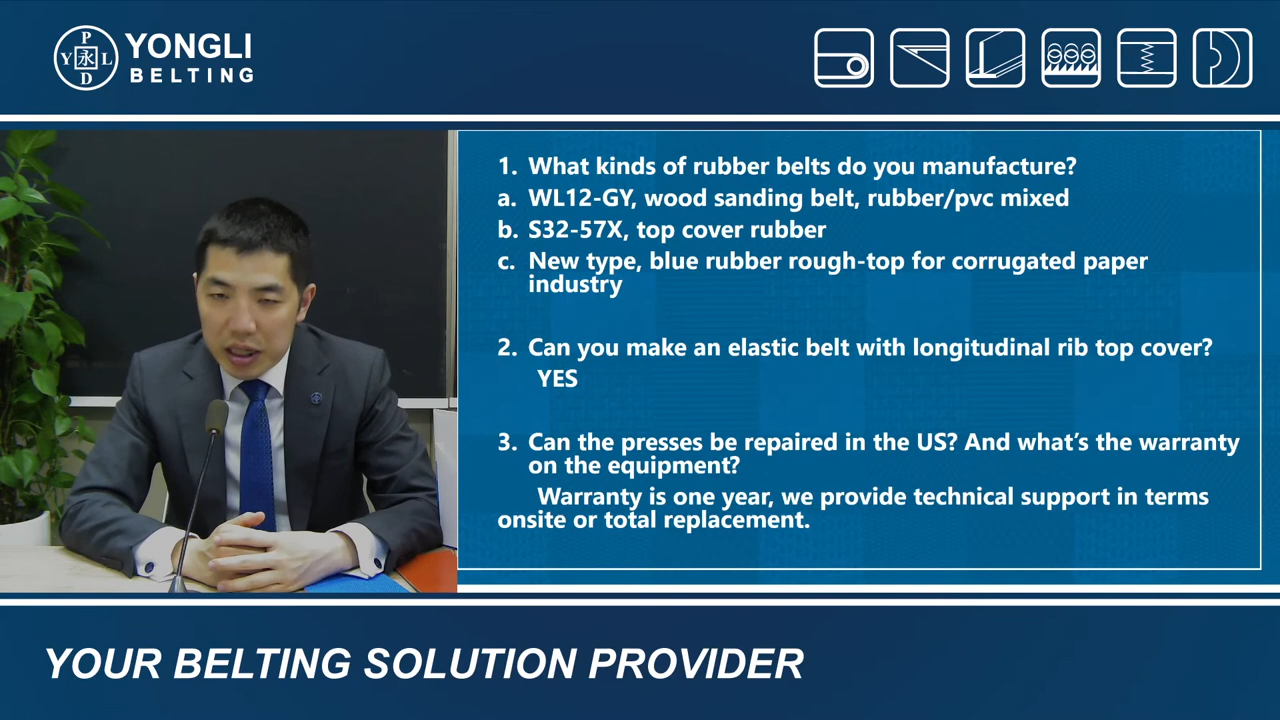 P
Y 永 L
D
YONGLI
BELTING
1. What kinds of rubber belts do you manufacture?
a. WL12-GY, wood sanding belt, rubber/pvc mixed
b. S32-57X, top cover rubber
c. New type, blue rubber rough-top for corrugated paper
industry
2. Can you make an elastic belt with longitudinal rib top cover?
YES
3. Can the presses be repaired in the US? And what's the warranty
on the equipment?
Warranty is one year, we provide technical support in terms
onsite or total replacement.
YOUR BELTING SOLUTION PROVIDER